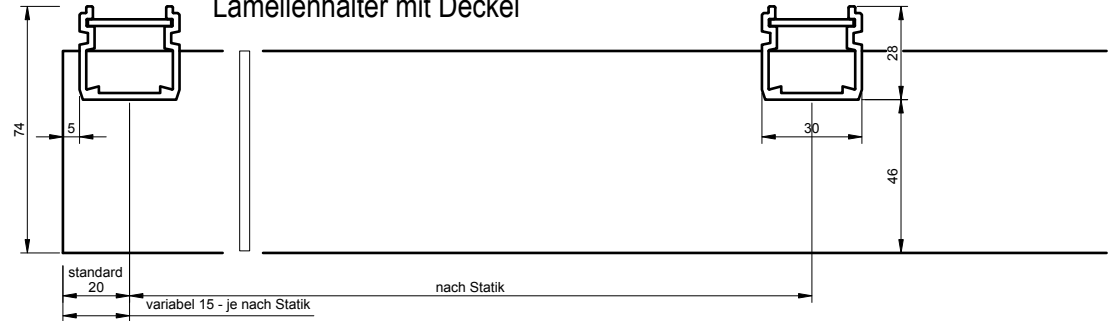 Lamellenhalter mit Deckel
28
74
5
30
46
standard
20
nach Statik
variabel 15 - je nach Statik